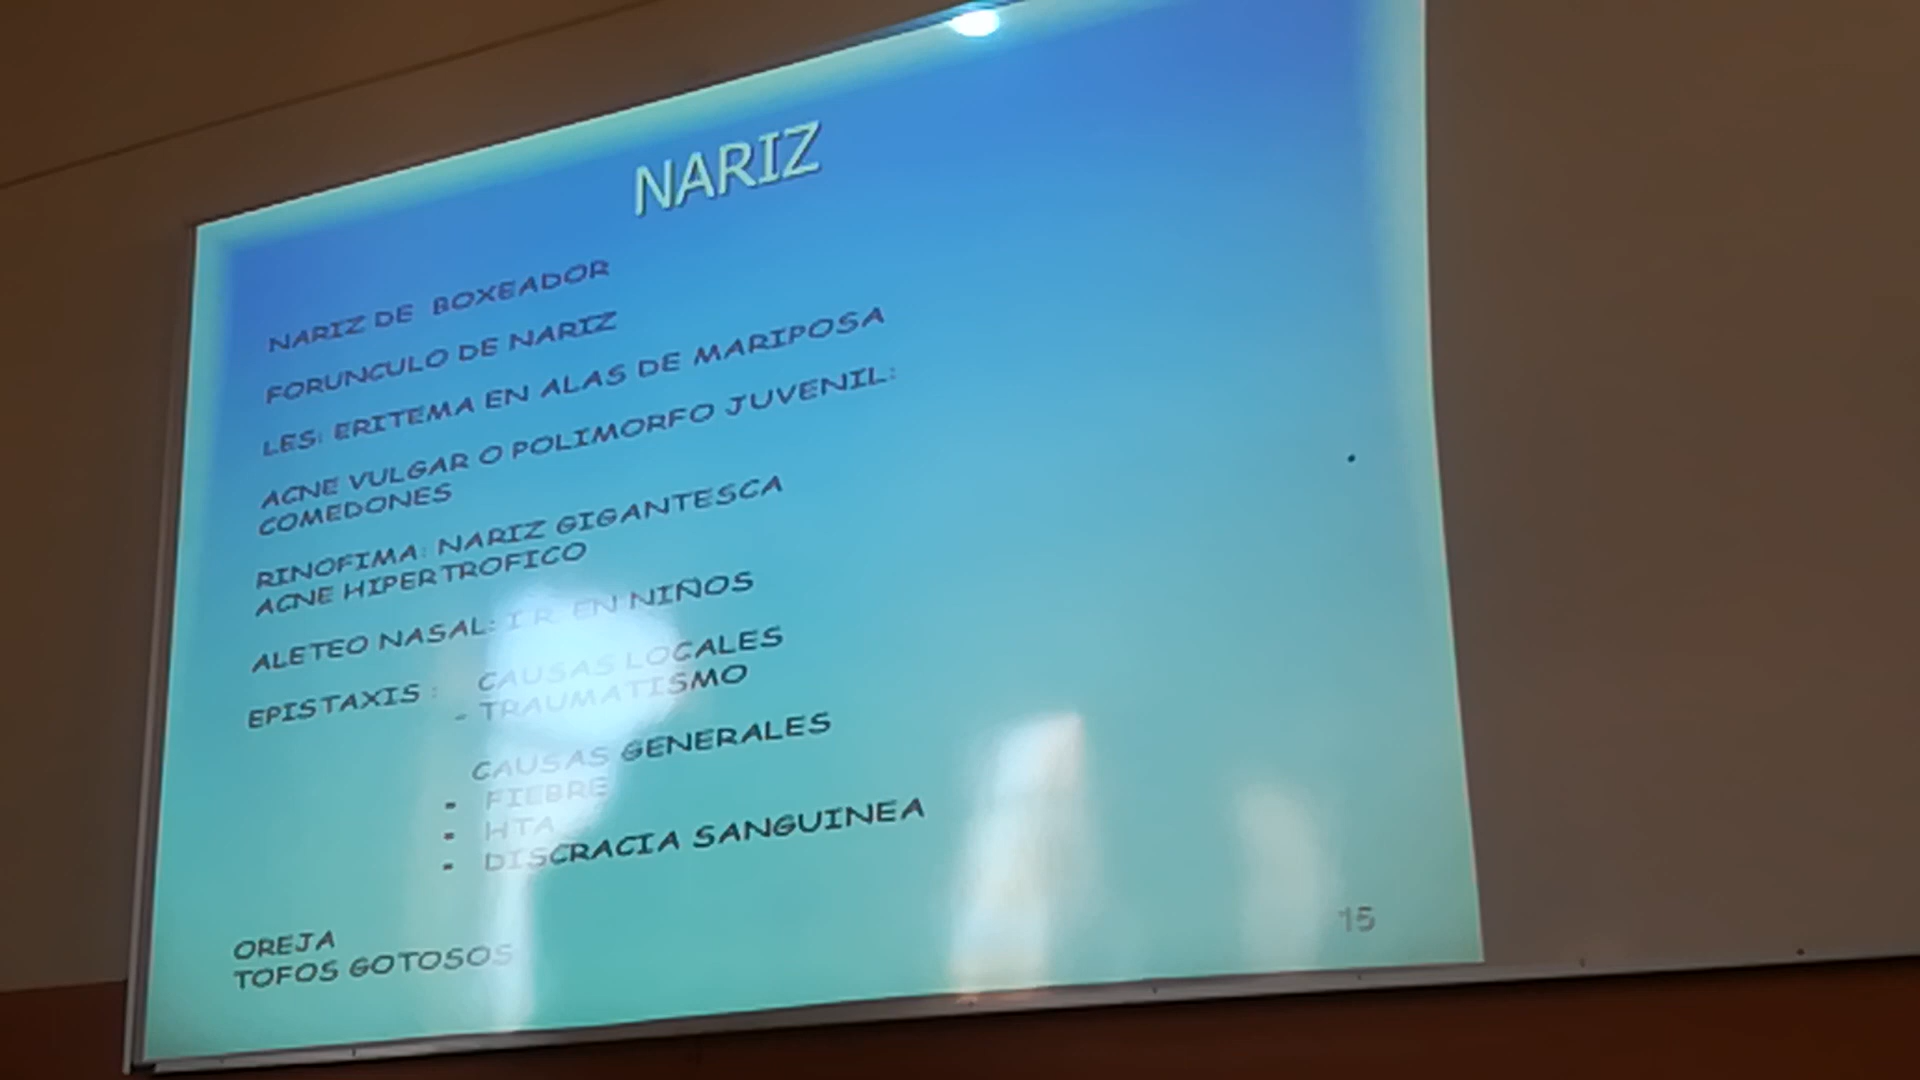 NARIZ
NARIZ DE BOXEADOR
FORUNCULO DE NARIZ
LES: ERITEMA EN ALAS DE MARIPOSA
ACNE VULGAR O POLIMORFO JUVENIL:
COMEDONES
RINOFIMA: NARIZ GIGANTESCA
ACNE HIPERTROFICO
ALETEO NASAL: I R EN NIÑOS
EPISTAXIS : CAUSAS LOCALES
- TRAUMATISMO
CAUSAS GENERALES
- FIEBRE
- HTA
- DISCRACIA SANGUINEA
OREJA
TOFOS GOTOSOS
15